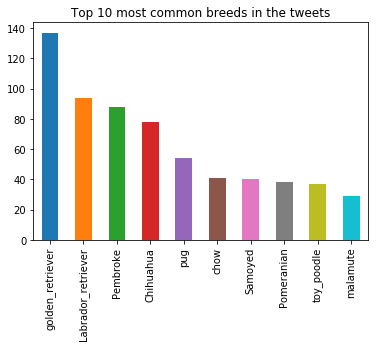 Top 10 most common breeds in the tweets
140
120
100
80
60
40
20
0
golden_retriever
Labrador_retriever
Pembroke
Chihuahua
pug
chow
Samoyed
Pomeranian
toy_poodle
malamute